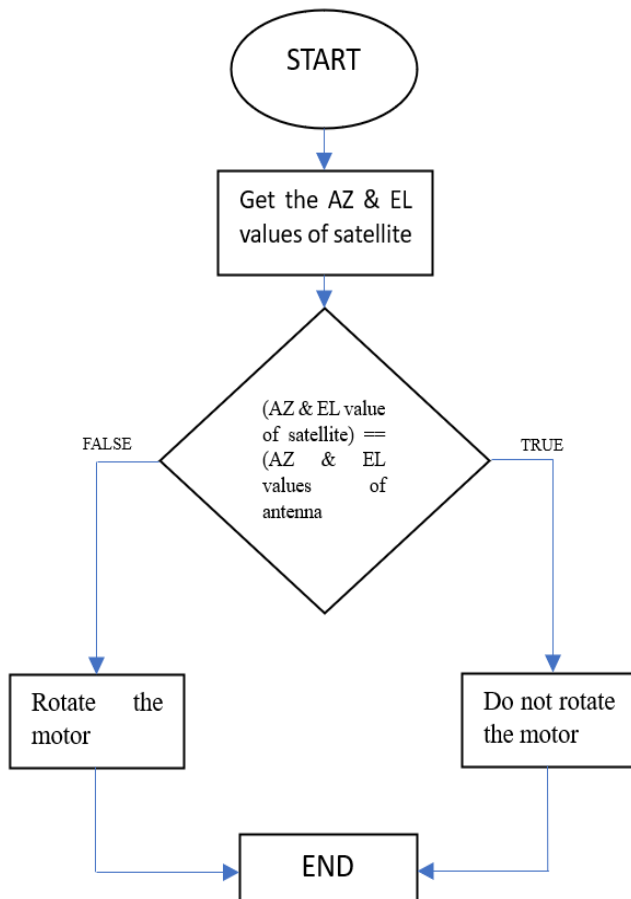 START
Get the AZ & EL
values of satellite
(AZ & EL value
of satellite) ==
(AZ & EL
values of
antenna
FALSE
TRUE
Rotate the
motor
Do not rotate
the motor
END